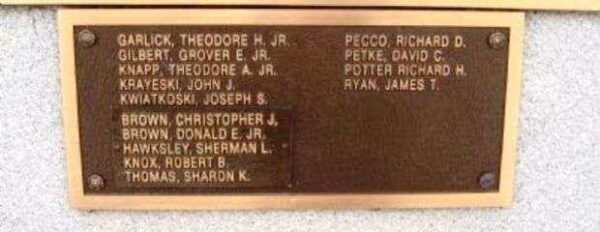 GARLICK, THEODORE H. JR.
GILBERT, GROVER E. JR.
KNAPP, THEODORE A. JR.
KRAYESKI, JOHN J.
KWIATKOSKI, JOSEPH S.
BROWN, CHRISTOPHER J,
BROWN, DONALD E. JR.
HAWKSLEY, SHERMAN L.
KNOX, ROBERT B.
THOMAS, SHARON K.
PECCO, RICHARD D.
PETKE, DAVID C.
POTTER RICHARD H.
RYAN, JAMES T.